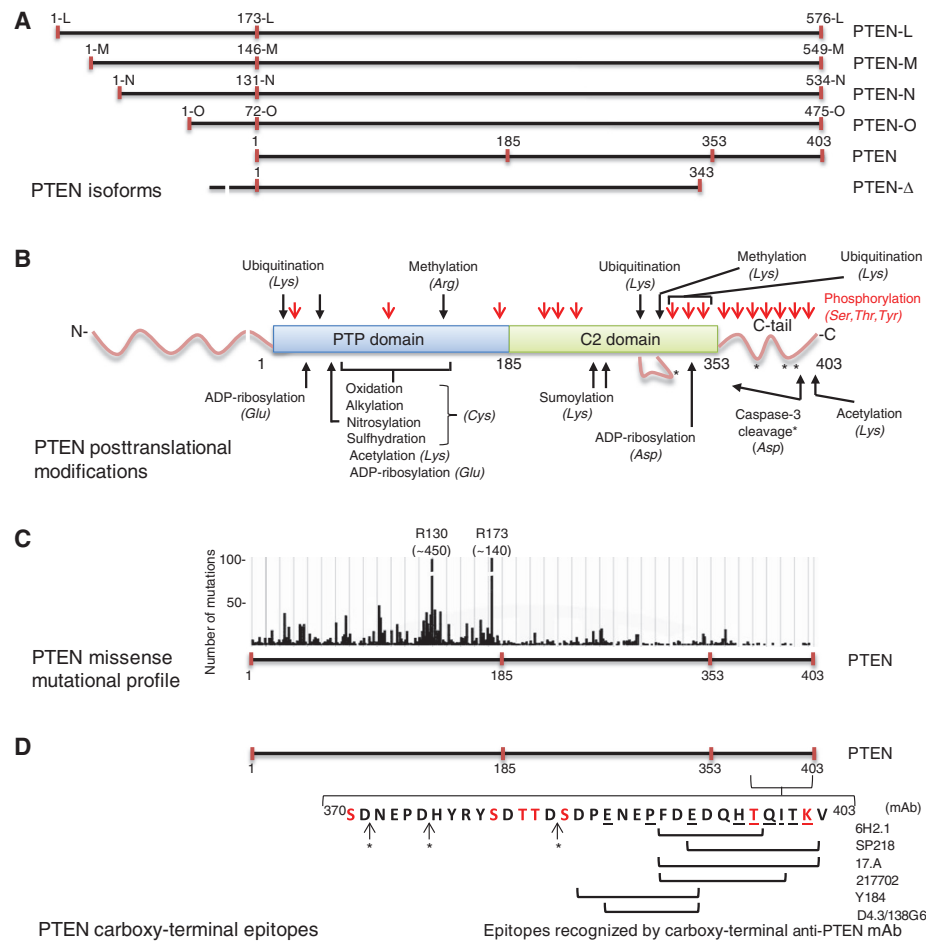 A
1-L 173-L 576-L PTEN-L
1-M 146-M 549-M PTEN-M
1-N 131-N 534-N PTEN-N
1-O 72-O 475-O PTEN-O
1 185 353 403 PTEN
1 343 PTEN-Δ
PTEN isoforms
B
Ubiquitination
(Lys)
Methylation
(Arg)
Ubiquitination
(Lys)
Methylation
(Lys)
Ubiquitination
(Lys)
Phosphorylation
(Ser,Thr,Tyr)
N- PTP domain C2 domain C-tail -C
1 185 353 403
* * * *
ADP-ribosylation
(Glu)
Oxidation
Alkylation
Nitrosylation
Sulfhydration
(Cys)
Acetylation (Lys)
ADP-ribosylation (Glu)
Sumoylation
(Lys)
ADP-ribosylation
(Asp)
Caspase-3
cleavage*
(Asp)
Acetylation
(Lys)
PTEN posttranslational
modifications
C
R130
(~450)
R173
(~140)
Number of mutations
100-
50-
PTEN missense
mutational profile
PTEN
1 185 353 403
D
PTEN
1 185 353 403
370 SDNEPDHYRYSDTTDSDPENEPFDEDQHTQITKV 403
(mAb)
* * *
6H2.1
SP218
17.A
217702
Y184
D4.3/138G6
PTEN carboxy-terminal epitopes
Epitopes recognized by carboxy-terminal anti-PTEN mAb